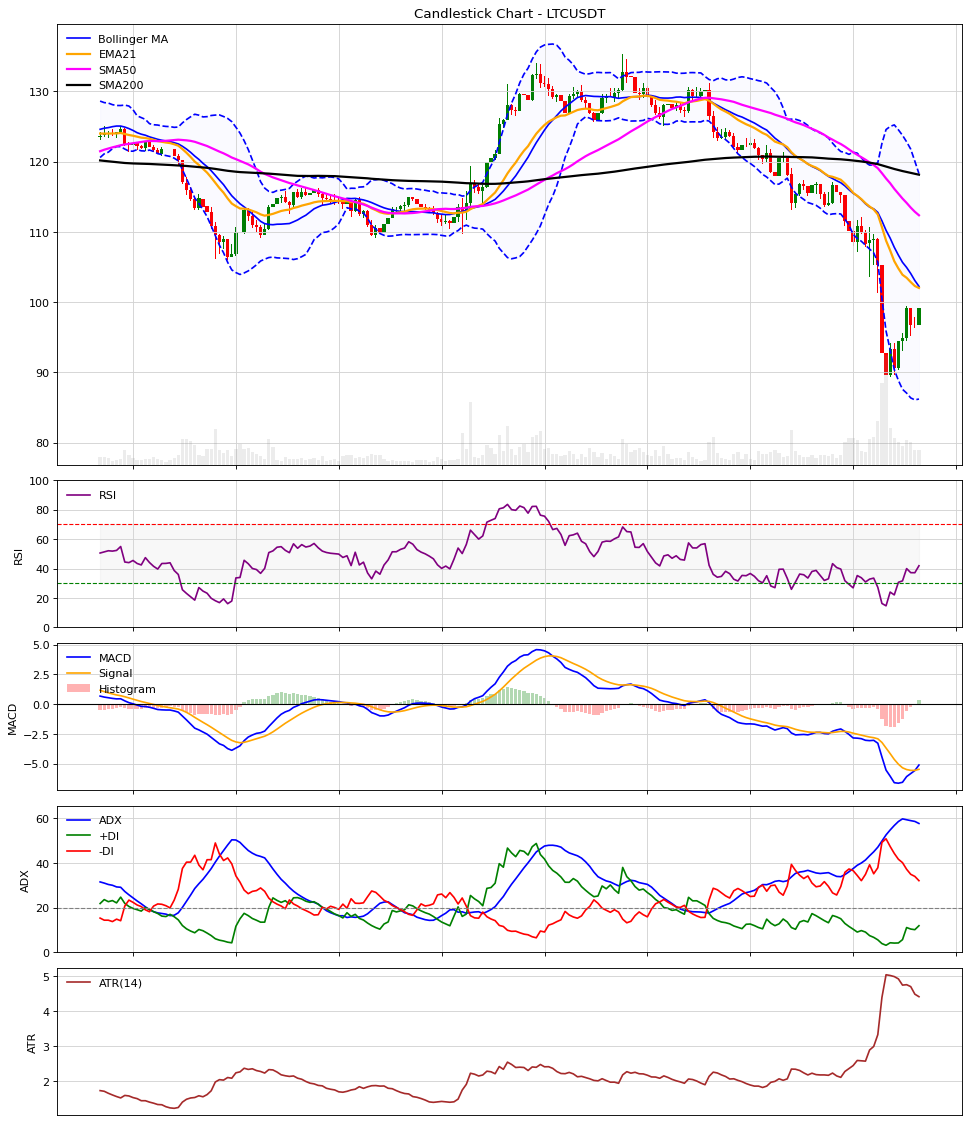 Candlestick Chart - LTCUSDT
Bollinger MA
EMA21
SMA50
SMA200
130
120
110
100
90
80
RSI
RSI
100
80
60
40
20
0
MACD
MACD
Signal
Histogram
5.0
2.5
0.0
−2.5
−5.0
ADX
ADX
+DI
-DI
60
40
20
0
ATR
ATR(14)
5
4
3
2